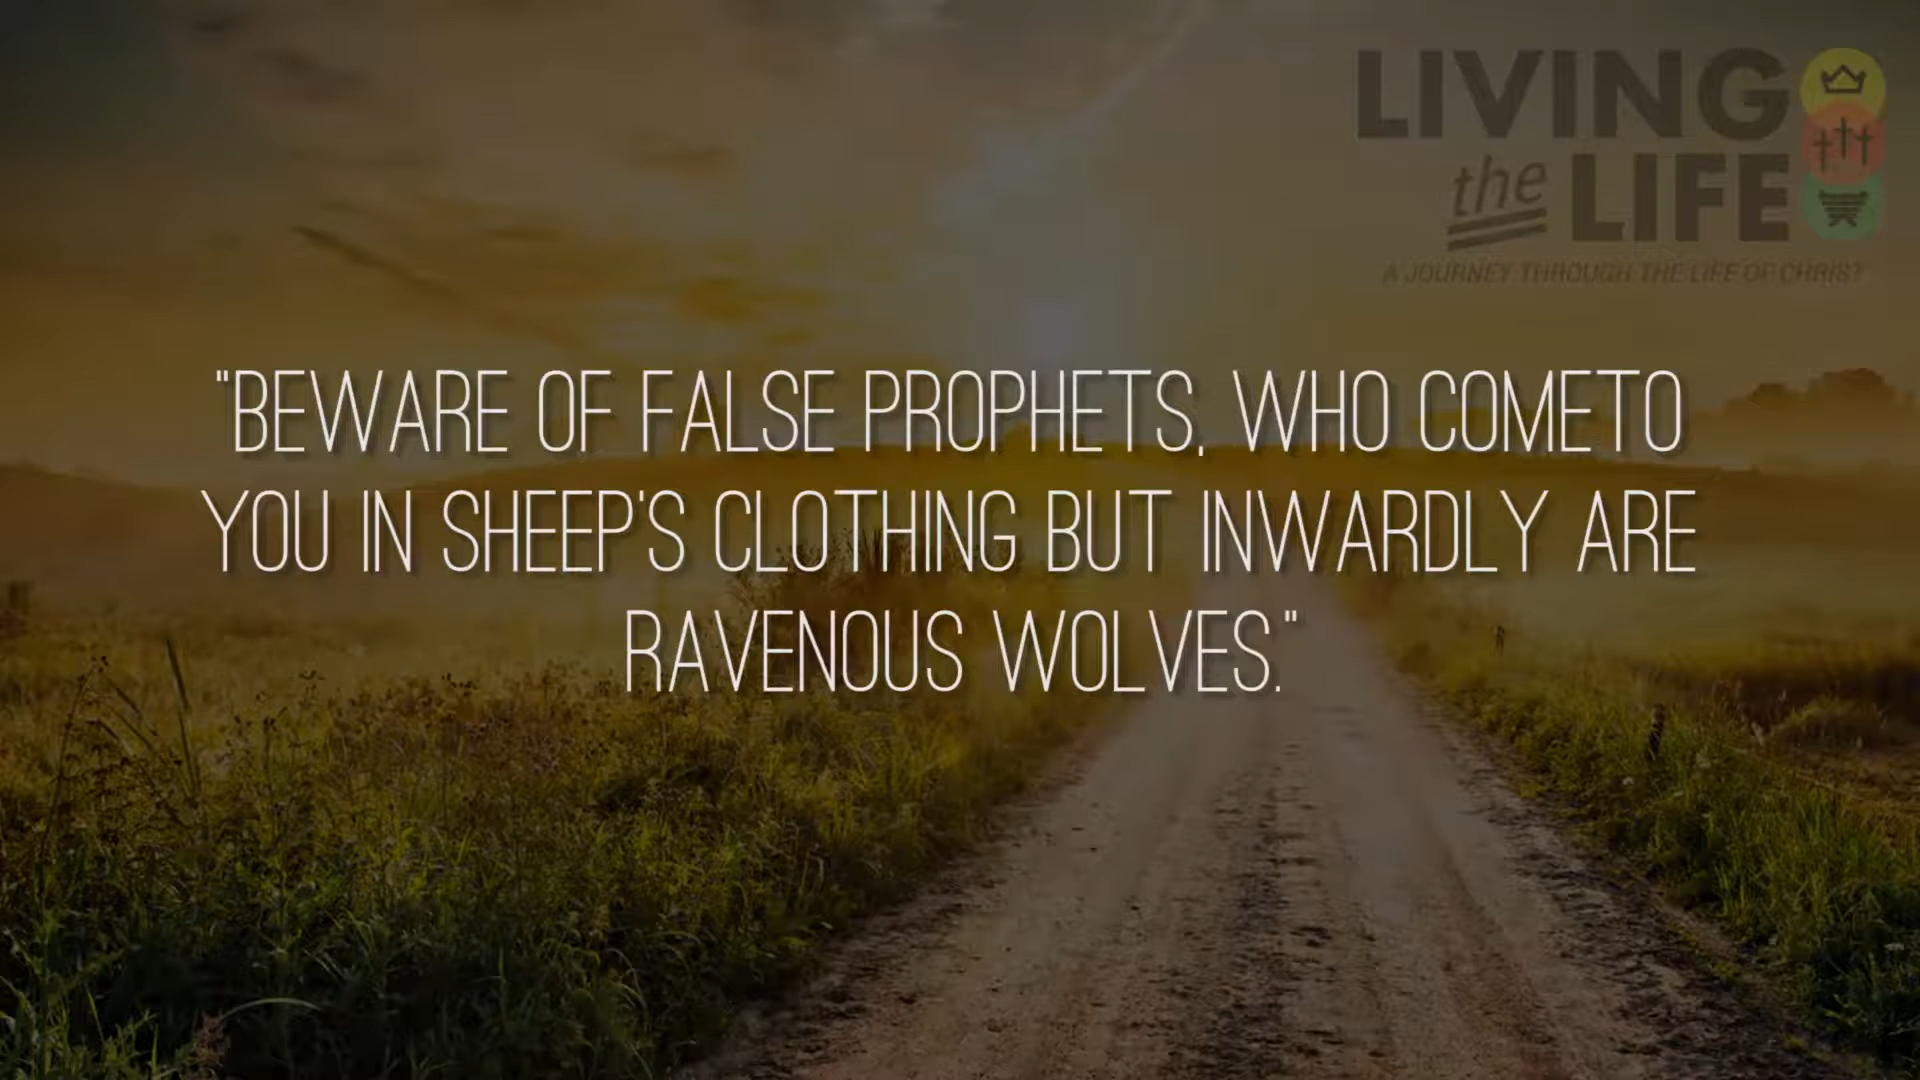 LIVING
the LIFE
A JOURNEY THROUGH THE LIFE OF CHRIST
"BEWARE OF FALSE PROPHETS, WHO COMETO
YOU IN SHEEP'S CLOTHING BUT INWARDLY ARE
RAVENOUS WOLVES."